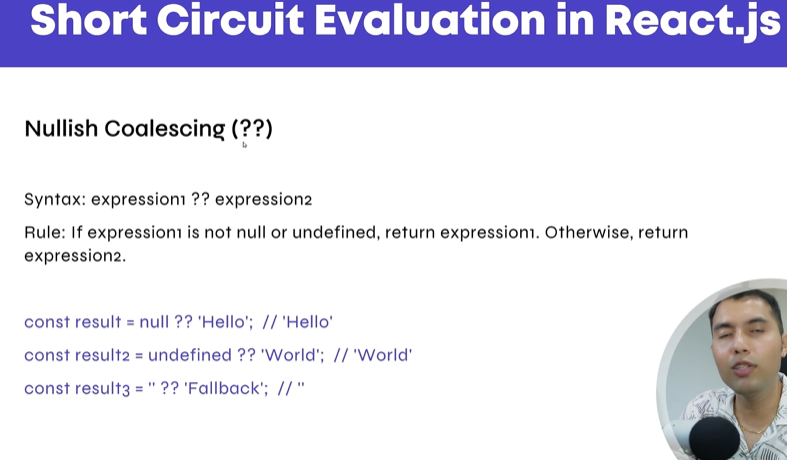 Short Circuit Evaluation in React.js
Nullish Coalescing (??)
Syntax: expression1 ?? expression2
Rule: If expression1 is not null or undefined, return expression1. Otherwise, return
expression2.
const result = null ?? 'Hello';  // 'Hello'
const result2 = undefined ?? 'World';  // 'World'
const result3 = '' ?? 'Fallback';  // ''